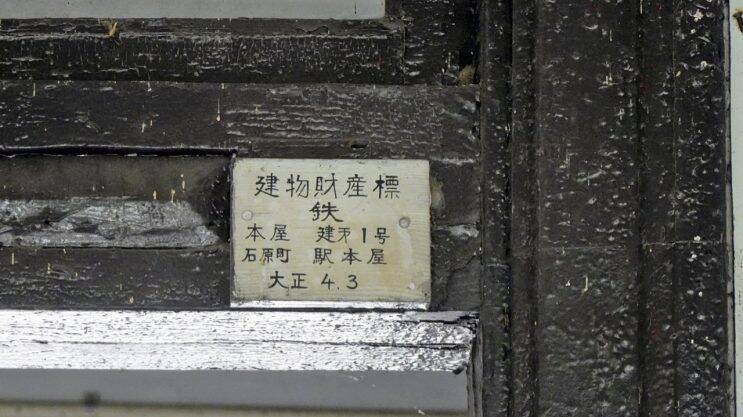 建物財産標
鉄
本屋 建㐧1号
石原町 駅本屋
大正 4.3